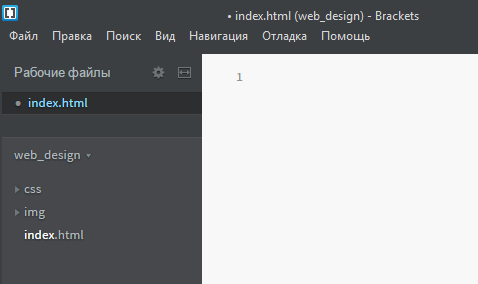 • index.html (web_design) - Brackets
Файл Правка Поиск Вид Навигация Отладка Помощь
Рабочие файлы
index.html
1
web_design
css
img
index.html